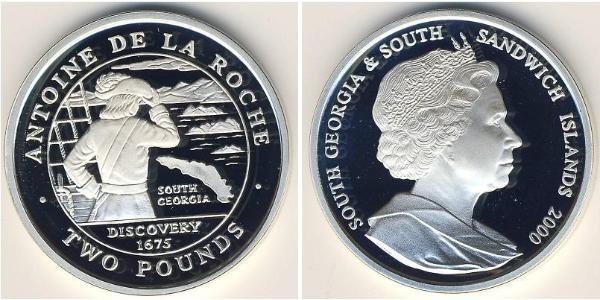 ANTOINE DE LA ROCHE
SOUTH
GEORGIA
DISCOVERY
1675
TWO POUNDS
SOUTH GEORGIA & SOUTH SANDWICH ISLANDS 2000